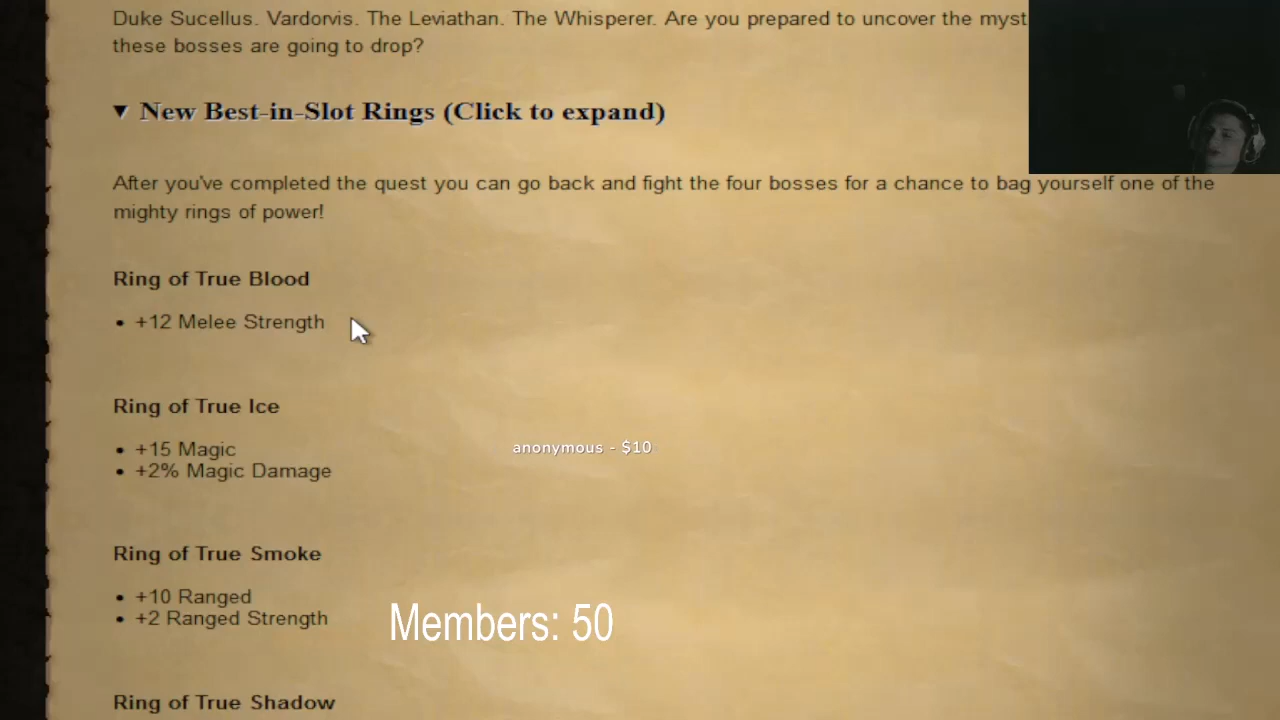 Duke Sucellus. Vardorvis. The Leviathan. The Whisperer. Are you prepared to uncover the
these bosses are going to drop?
▼ New Best-in-Slot Rings (Click to expand)
After you've completed the quest you can go back and fight the four bosses for a chance to bag yourself one of the
mighty rings of power!
Ring of True Blood
• +12 Melee Strength
Ring of True Ice
• +15 Magic
• +2% Magic Damage
anonymous - $10
Ring of True Smoke
• +10 Ranged
• +2 Ranged Strength
Members: 50
Ring of True Shadow